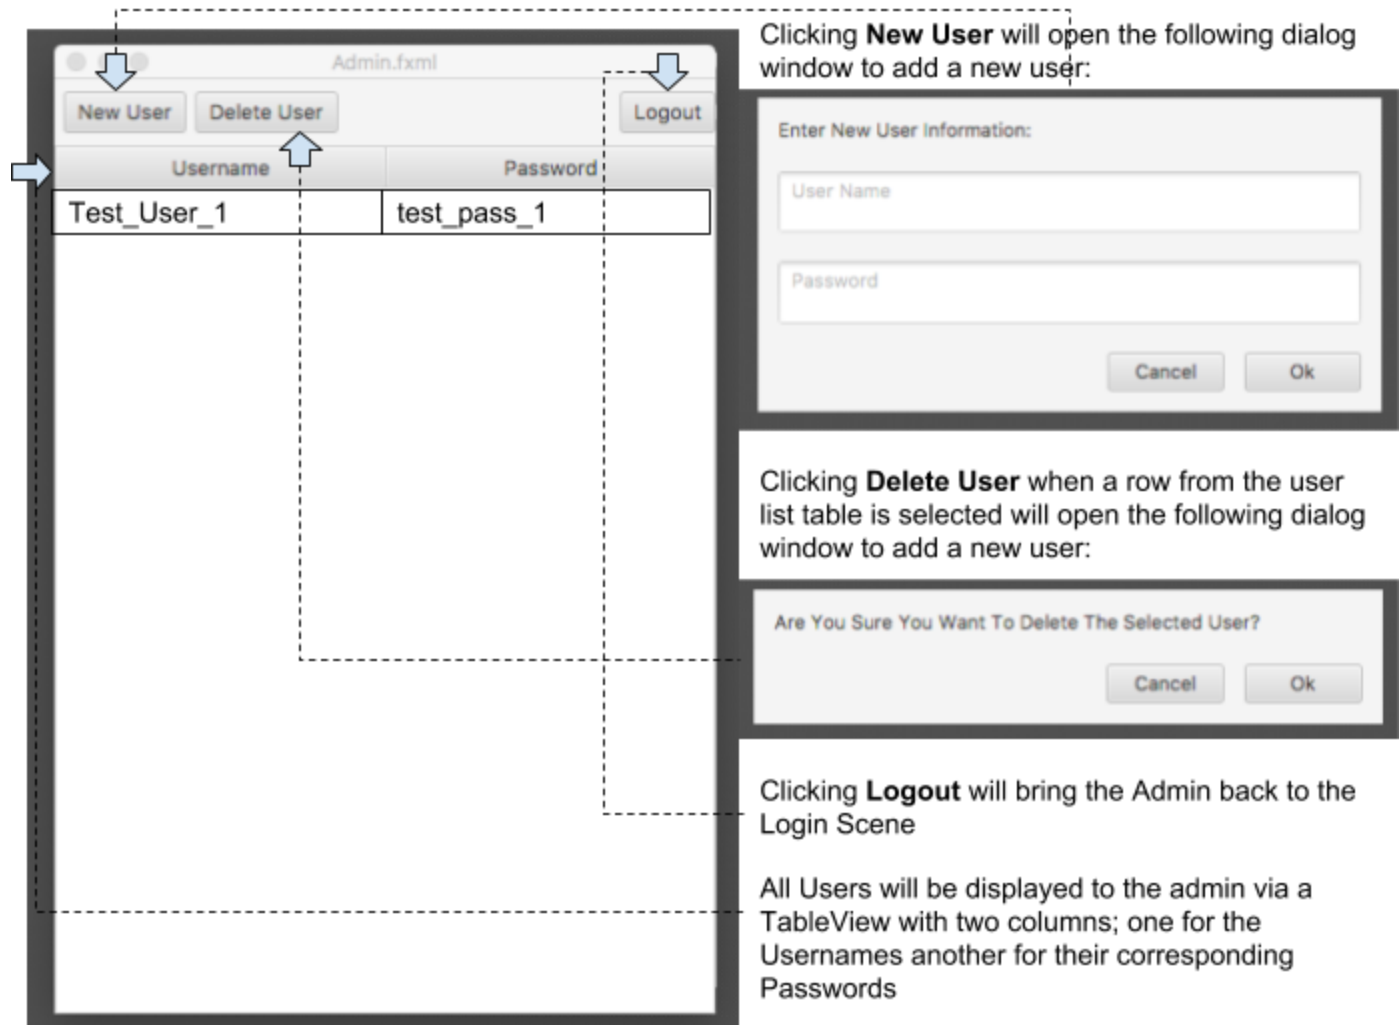 Admin.fxml
New User Delete User Logout
Username Password
Test_User_1 test_pass_1
Clicking New User will open the following dialog
window to add a new user:
Enter New User Information:
User Name
Password
Cancel Ok
Clicking Delete User when a row from the user
list table is selected will open the following dialog
window to add a new user:
Are You Sure You Want To Delete The Selected User?
Cancel Ok
Clicking Logout will bring the Admin back to the
Login Scene
All Users will be displayed to the admin via a
TableView with two columns; one for the
Usernames another for their corresponding
Passwords